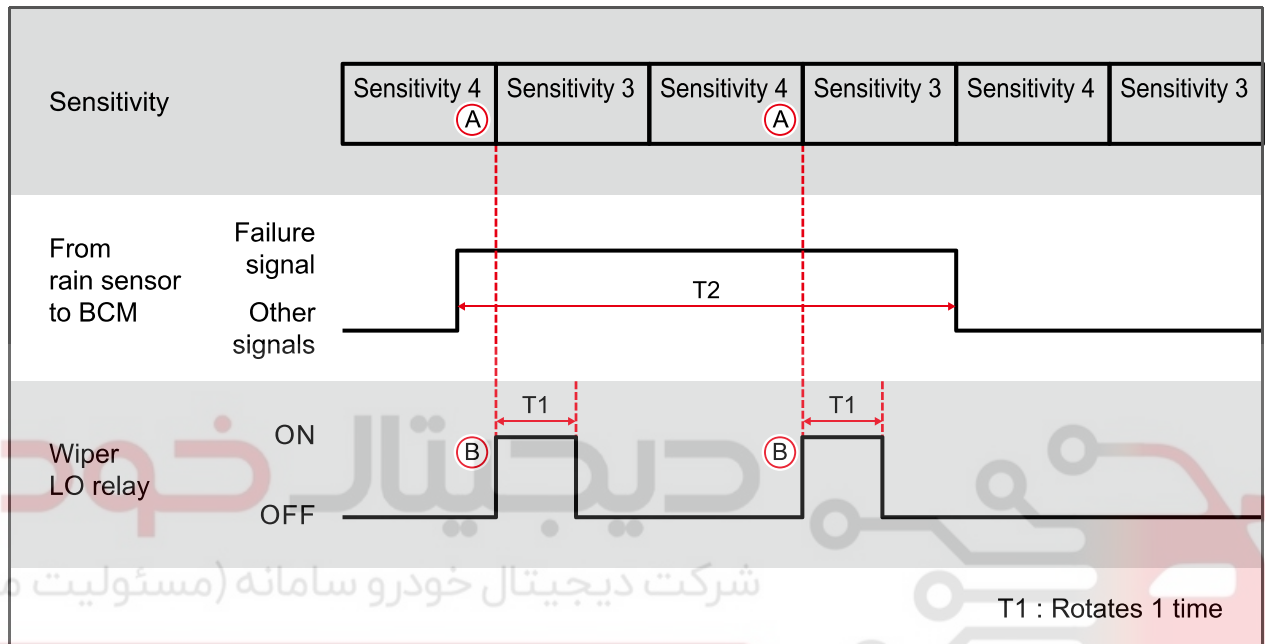 Sensitivity
Sensitivity 4
Sensitivity 3
Sensitivity 4
Sensitivity 3
Sensitivity 4
Sensitivity 3
A
A
From
rain sensor
to BCM
Failure
signal
Other
signals
T2
Wiper
LO relay
ON
OFF
T1
T1
B
B
دیجیتال خود
شرکت دیجیتال خودرو سامانه (مسئولیت
T1 : Rotates 1 time